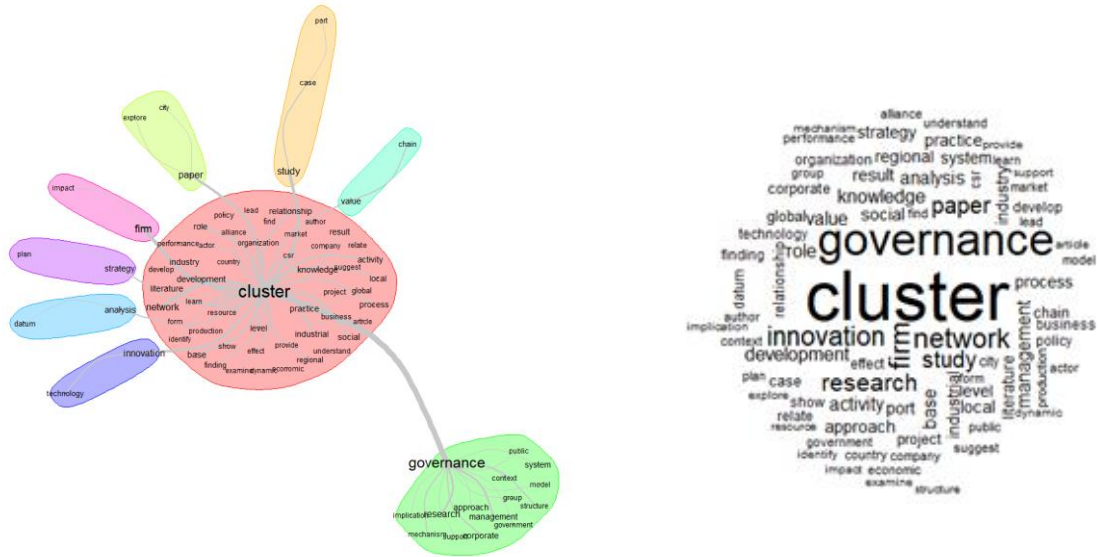 part
case
study
city
explore
paper
chain
value
impact
firm
plan
strategy
datum
analysis
technology
innovation
policy lead relationship
role find author
alliance market result
performance actor organization company relate
csr activity
industry country knowledge suggest
develop development local
literature cluster project global
network learn practice process
resource business
form level article
production industrial social
identify show provide
base effect understand
finding regional
examine dynamic economic
governance public
system
context model
group
structure
approach
implication research management
government
mechanism support corporate
alliance
mechanism understand
performance strategy practice provide
organization regional system learn
group result analysis csr support
corporate knowledge industry market
global value social find paper develop
lead
technology role governance article
finding relationship model
datum cluster process
author
implication innovation firm network chain
context business
development effect study city policy
plan case research form management actor
explore show activity port base industrial level literature production
relate local dynamic
resource approach public
government project suggest
identify country company
impact economic
examine structure